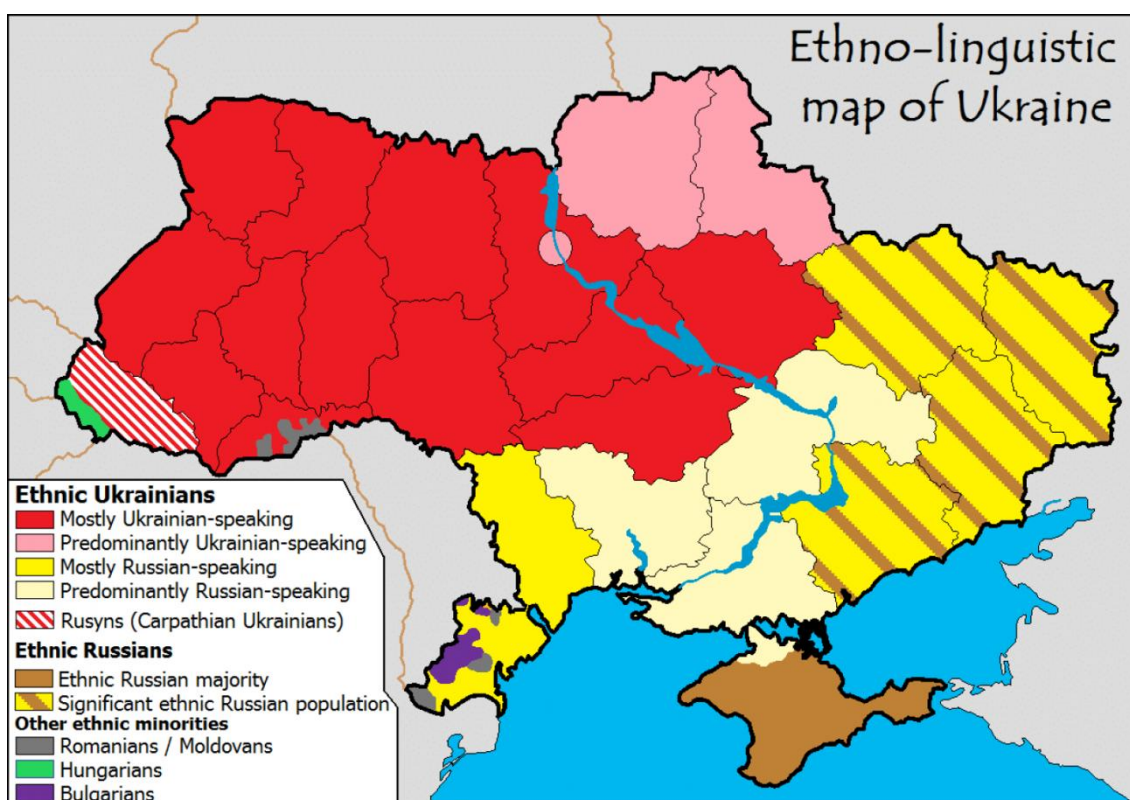 Ethno-linguistic
map of Ukraine
Ethnic Ukrainians
Mostly Ukrainian-speaking
Predominantly Ukrainian-speaking
Mostly Russian-speaking
Predominantly Russian-speaking
Rusyns (Carpathian Ukrainians)
Ethnic Russians
Ethnic Russian majority
Significant ethnic Russian population
Other ethnic minorities
Romanians / Moldovans
Hungarians
Bulgarians